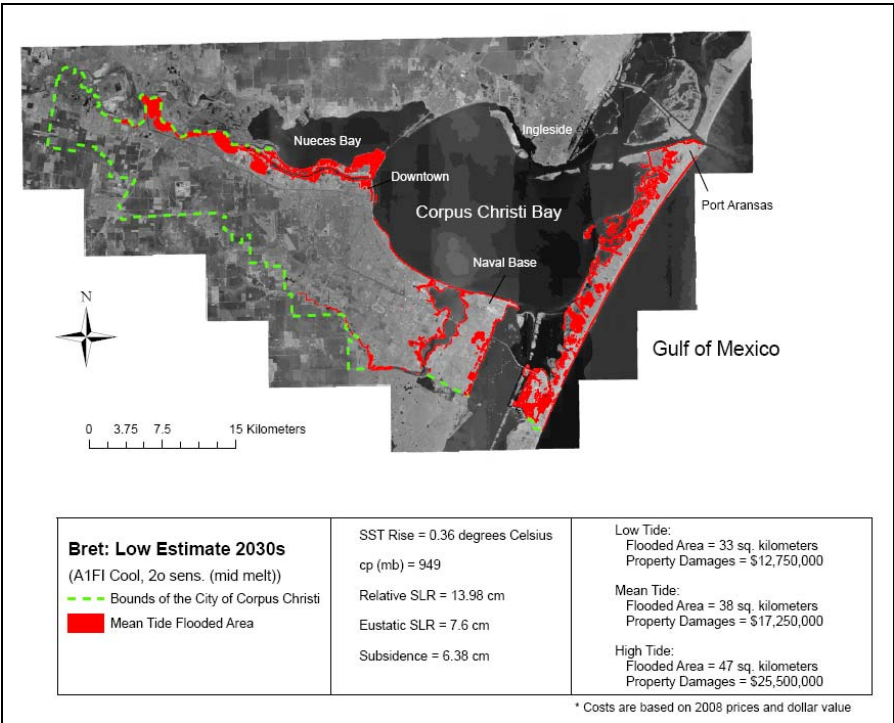 Nueces Bay
Ingleside
Downtown
Port Aransas
Corpus Christi Bay
Naval Base
N
Gulf of Mexico
0 3.75 7.5 15 Kilometers
Bret: Low Estimate 2030s
(A1FI Cool, 2o sens. (mid melt))
Bounds of the City of Corpus Christi
Mean Tide Flooded Area
SST Rise = 0.36 degrees Celsius
cp (mb) = 949
Relative SLR = 13.98 cm
Eustatic SLR = 7.6 cm
Subsidence = 6.38 cm
Low Tide:
Flooded Area = 33 sq. kilometers
Property Damages = $12,750,000
Mean Tide:
Flooded Area = 38 sq. kilometers
Property Damages = $17,250,000
High Tide:
Flooded Area = 47 sq. kilometers
Property Damages = $25,500,000
* Costs are based on 2008 prices and dollar value